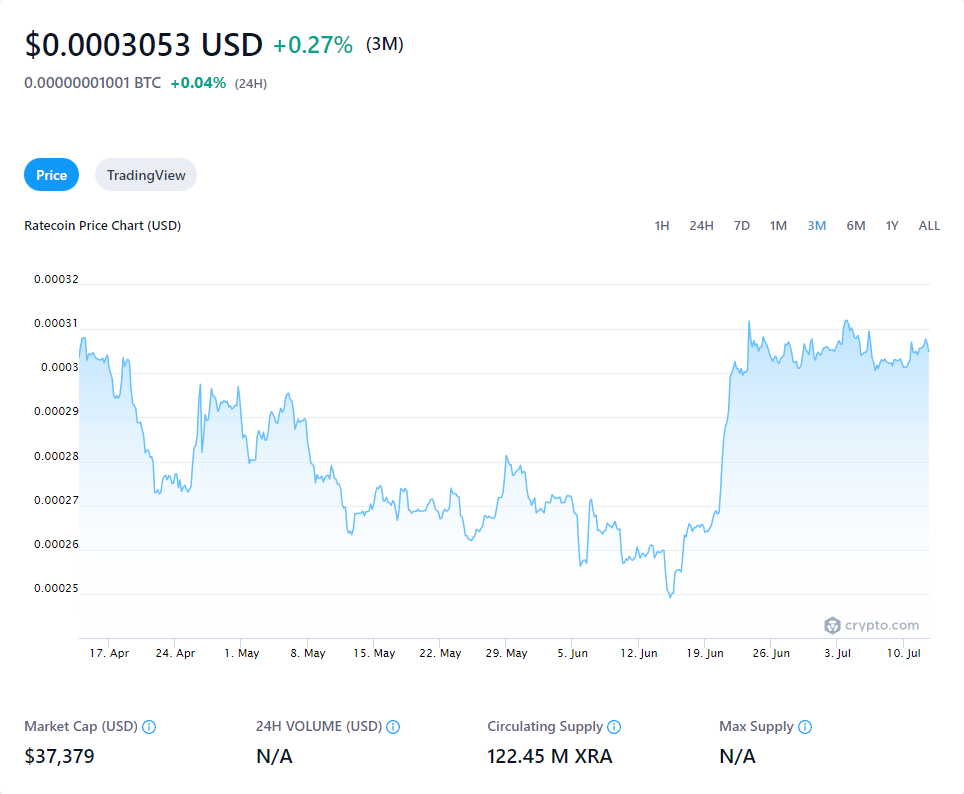 $0.0003053 USD +0.27% (3M)
0.00000001001 BTC +0.04% (24H)
Price TradingView
Ratecoin Price Chart (USD) 1H 24H 7D 1M 3M 6M 1Y ALL
0.00032
0.00031
0.0003
0.00029
0.00028
0.00027
0.00026
0.00025
crypto.com
17. Apr 24. Apr 1. May 8. May 15. May 22. May 29. May 5. Jun 12. Jun 19. Jun 26. Jun 3. Jul 10. Jul
Market Cap (USD) 24H VOLUME (USD) Circulating Supply Max Supply
$37,379 N/A 122.45 M XRA N/A